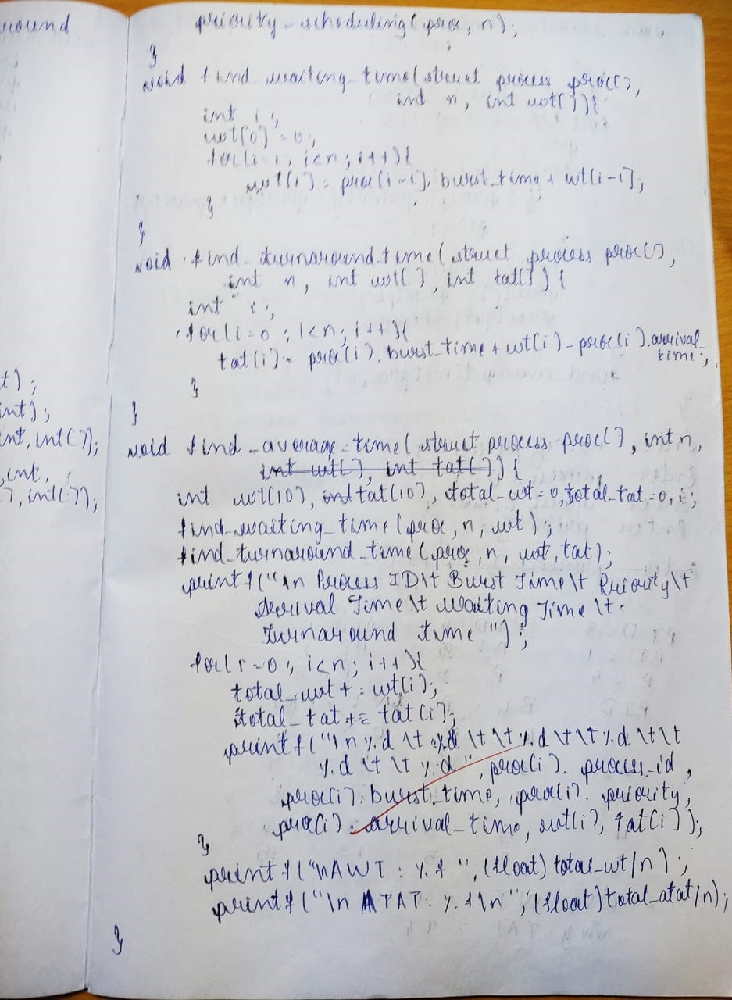 round
t);
int);
int, int[]);
, int,
], int[]);
priority_scheduling(proc, n);
}
void find_waiting_time(struct process proc[],
int n, int wt[]){
int i;
wt[0] = 0;
for(i=1; i<n; i++){
wt[i] = proc[i-1].burst_time + wt[i-1];
}
}
void find_turnaround_time(struct process proc[],
int n, int wt[], int tat[]){
int i;
for(i=0; i<n; i++){
tat[i] = proc[i].burst_time + wt[i] - proc[i].arrival_
time;
}
}
void find_average_time(struct process proc[], int n,
int wt[], int tat[]){
int wt[10], int tat[10], total_wt=0, total_tat=0, i;
find_waiting_time(proc, n, wt);
find_turnaround_time(proc, n, wt, tat);
printf("\n Process ID\t Burst Time\t Priority\t
Arrival Time\t Waiting Time\t
Turnaround time");
for(i=0; i<n; i++){
total_wt += wt[i];
total_tat += tat[i];
printf("\n %d \t %d \t\t %d \t\t %d \t\t
%d \t\t %d", proc[i].process_id,
proc[i].burst_time, proc[i].priority,
proc[i].arrival_time, wt[i], tat[i]);
}
printf("\nAWT : %f", (float)total_wt/n);
printf("\n ATAT: %f\n", (float)total_atat/n);
}